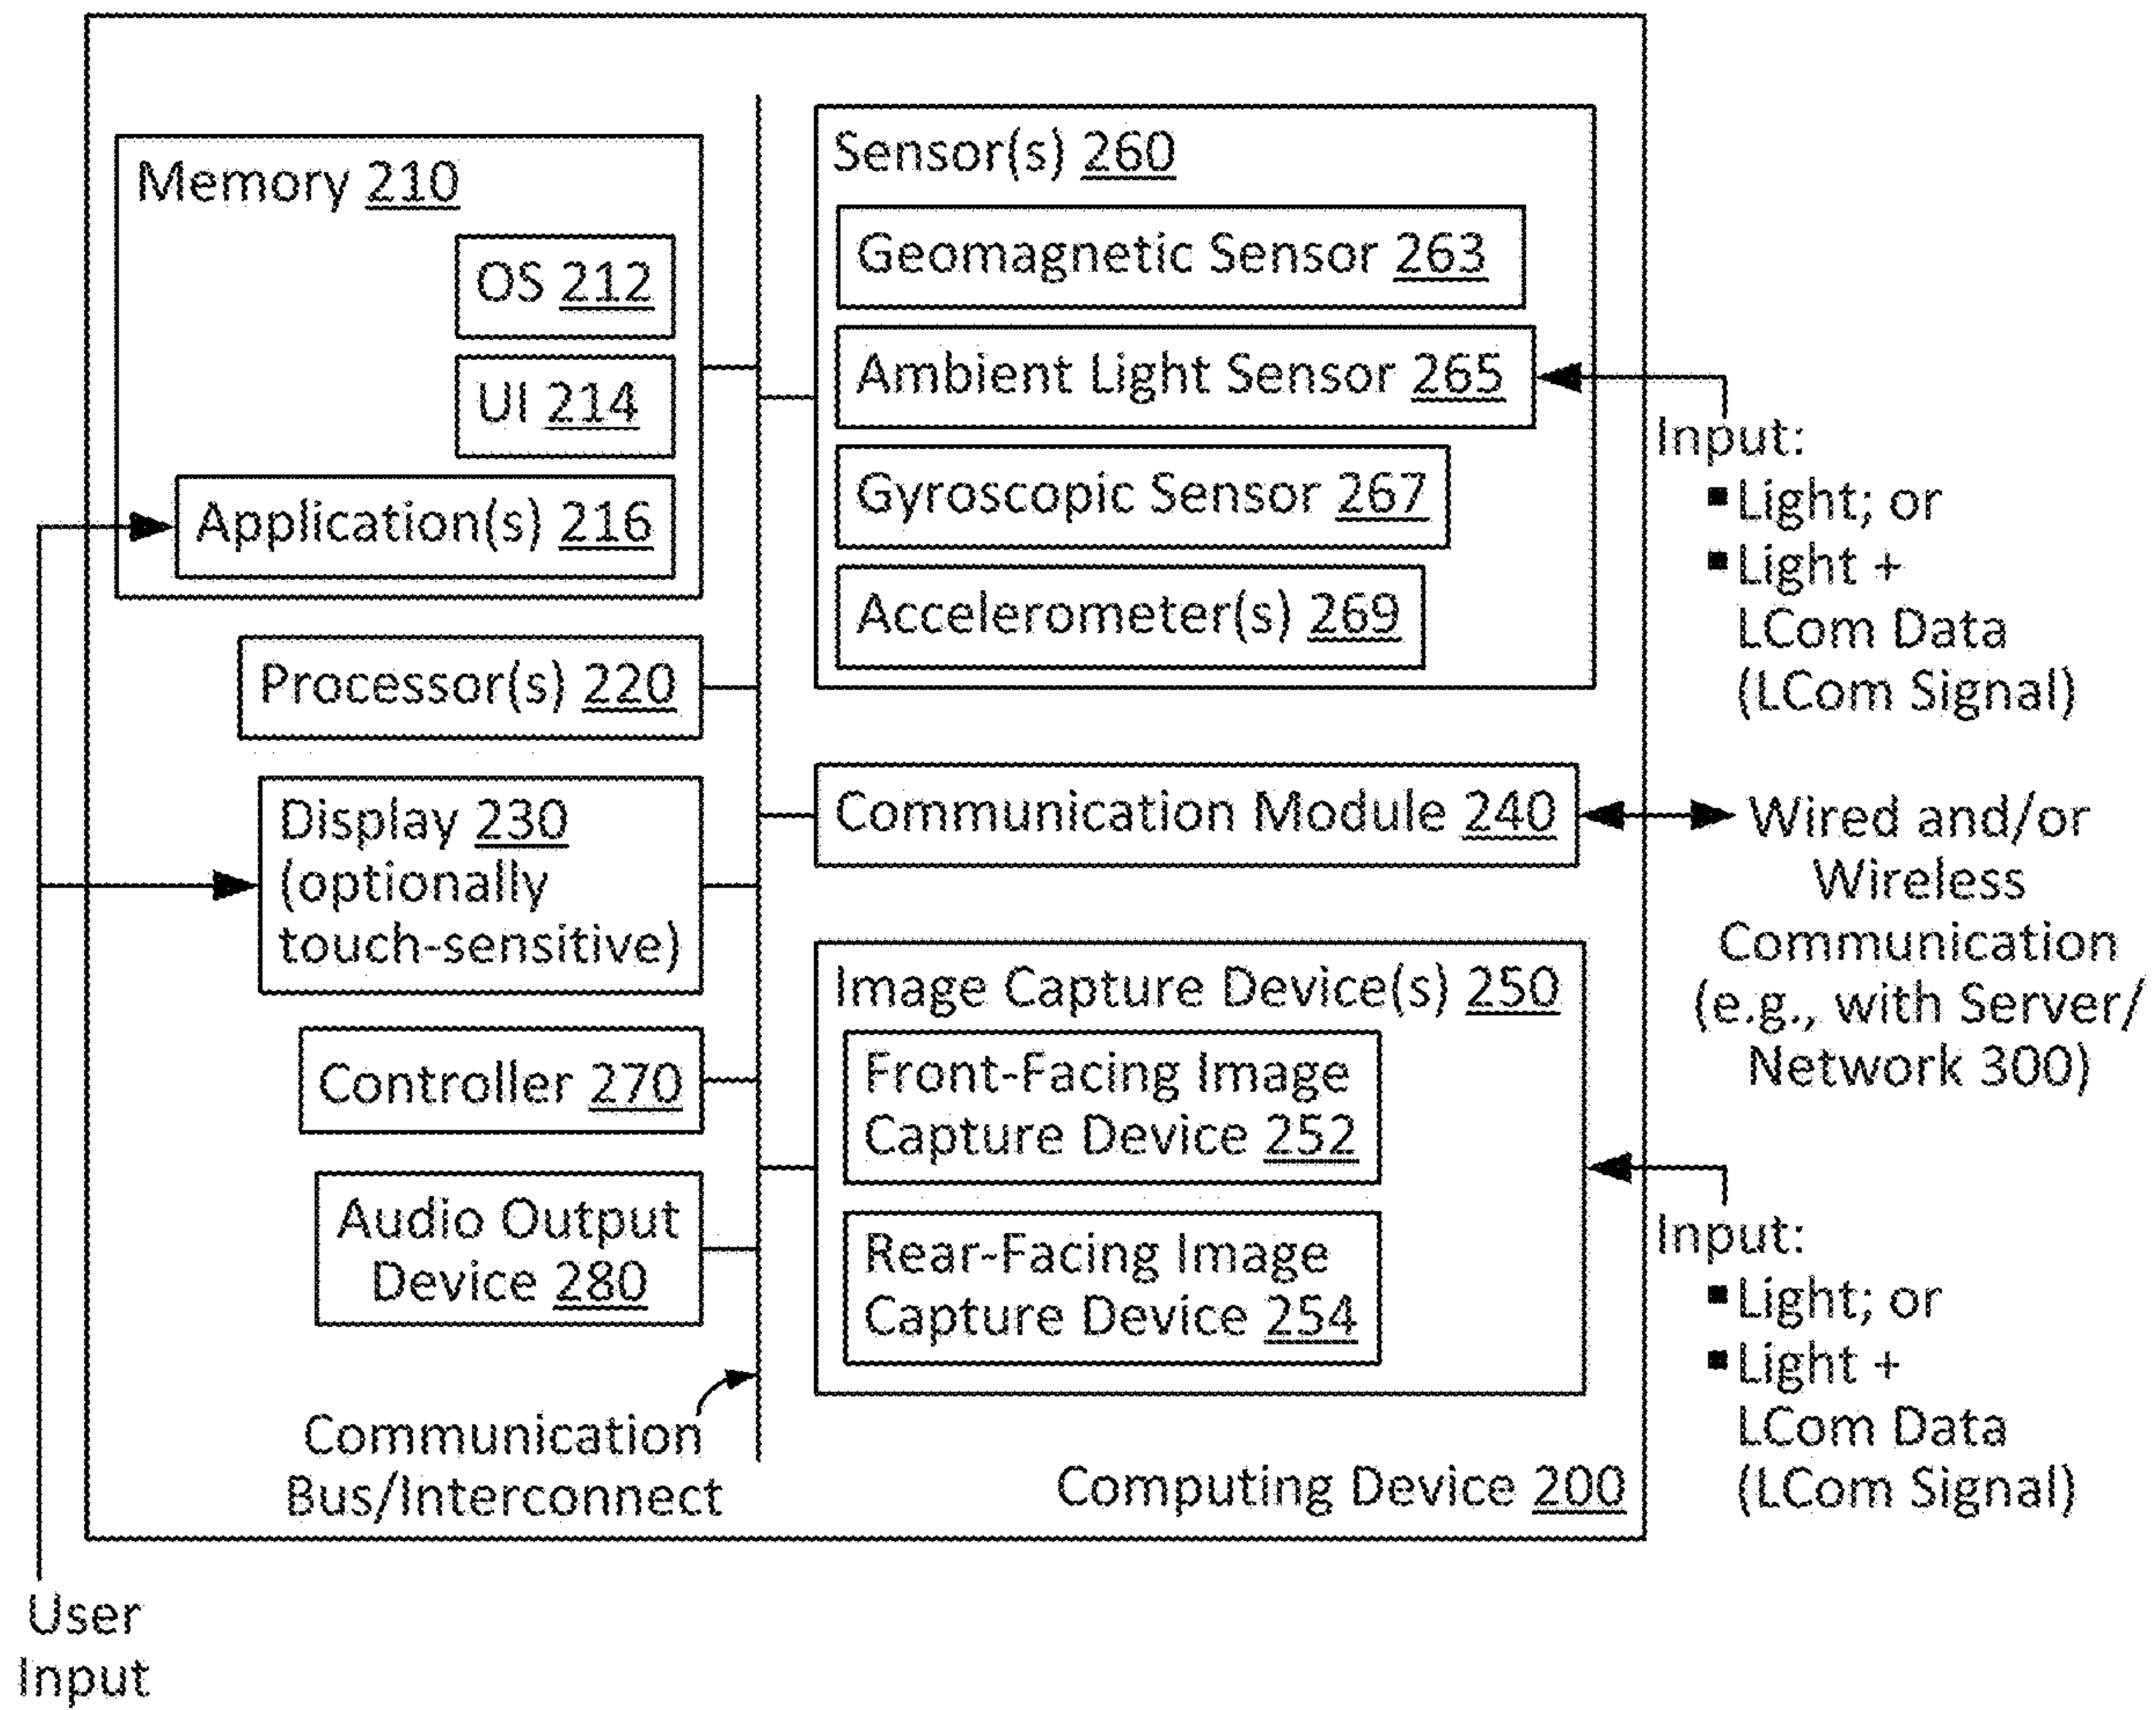 Memory 210
OS 212
UI 214
Application(s) 216
Processor(s) 220
Display 230
(optionally
touch-sensitive)
Controller 270
Audio Output
Device 280
Communication
Bus/Interconnect
Sensor(s) 260
Geomagnetic Sensor 263
Ambient Light Sensor 265
Gyroscopic Sensor 267
Accelerometer(s) 269
Communication Module 240
Image Capture Device(s) 250
Front-Facing Image
Capture Device 252
Rear-Facing Image
Capture Device 254
Computing Device 200
Input:
▪ Light; or
▪ Light +
LCom Data
(LCom Signal)
Wired and/or
Wireless
Communication
(e.g., with Server/
Network 300)
Input:
▪ Light; or
▪ Light +
LCom Data
(LCom Signal)
User
Input